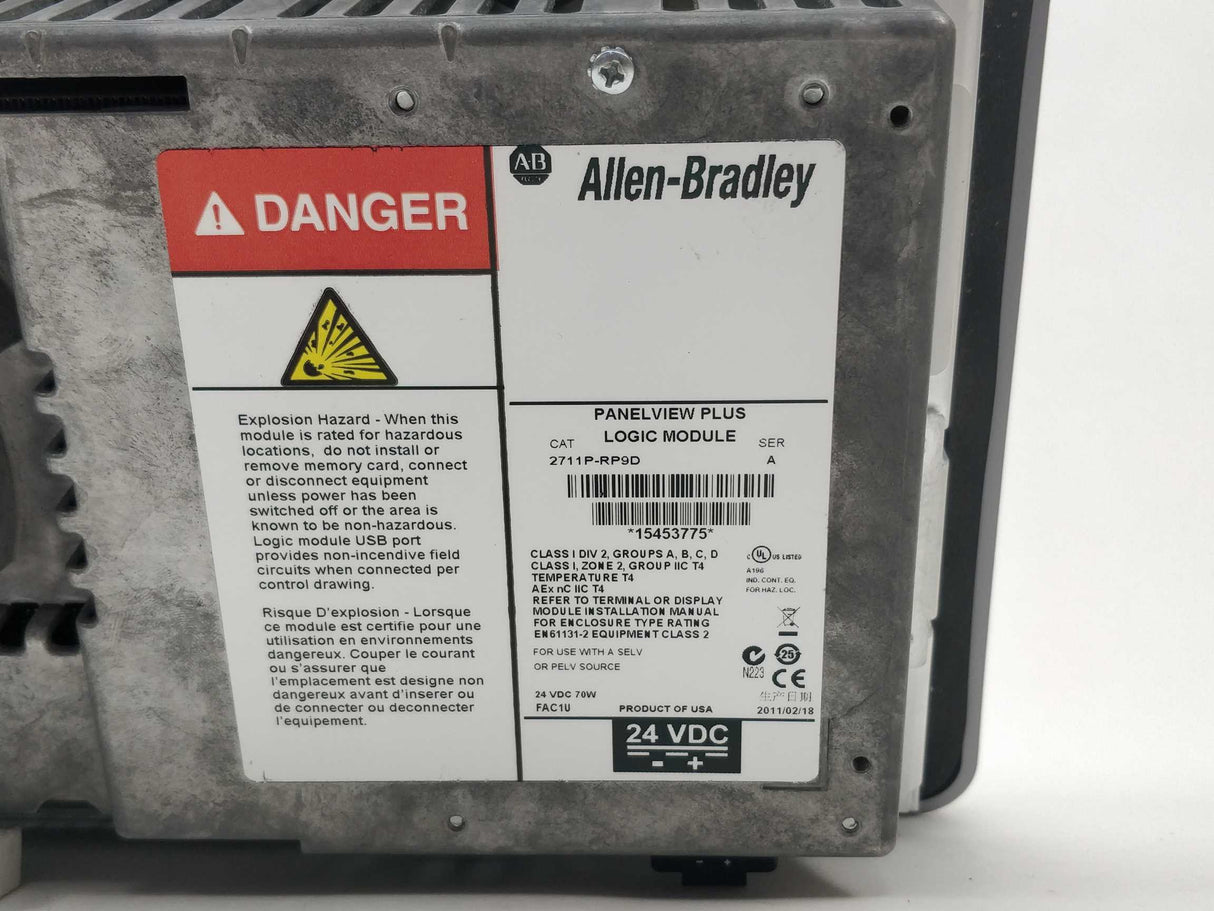 DANGER
Explosion Hazard - When this
module is rated for hazardous
locations, do not install or
remove memory card, connect
or disconnect equipment
unless power has been
switched off or the area is
known to be non-hazardous.
Logic module USB port
provides non-incendive field
circuits when connected per
control drawing.
Risque D'explosion - Lorsque
ce module est certifie pour une
utilisation en environnements
dangereux. Couper le courant
ou s'assurer que
l'emplacement est designe non
dangereux avant d'inserer ou
de connecter ou deconnecter
l'equipement.
A-B
Allen-Bradley
PANELVIEW PLUS
LOGIC MODULE
CAT SER
2711P-RP9D A
*15453775*
CLASS I DIV 2, GROUPS A, B, C, D
CLASS I, ZONE 2, GROUP IIC T4
TEMPERATURE T4
AEx nC IIC T4
REFER TO TERMINAL OR DISPLAY
MODULE INSTALLATION MANUAL
FOR ENCLOSURE TYPE RATING
EN61131-2 EQUIPMENT CLASS 2
FOR USE WITH A SELV
OR PELV SOURCE
24 VDC 70W
FAC1U
PRODUCT OF USA
c UL US LISTED
A196
IND. CONT. EQ.
FOR HAZ. LOC.
25
N223
CE
生产日期
2011/02/18
24 VDC
- +
- +